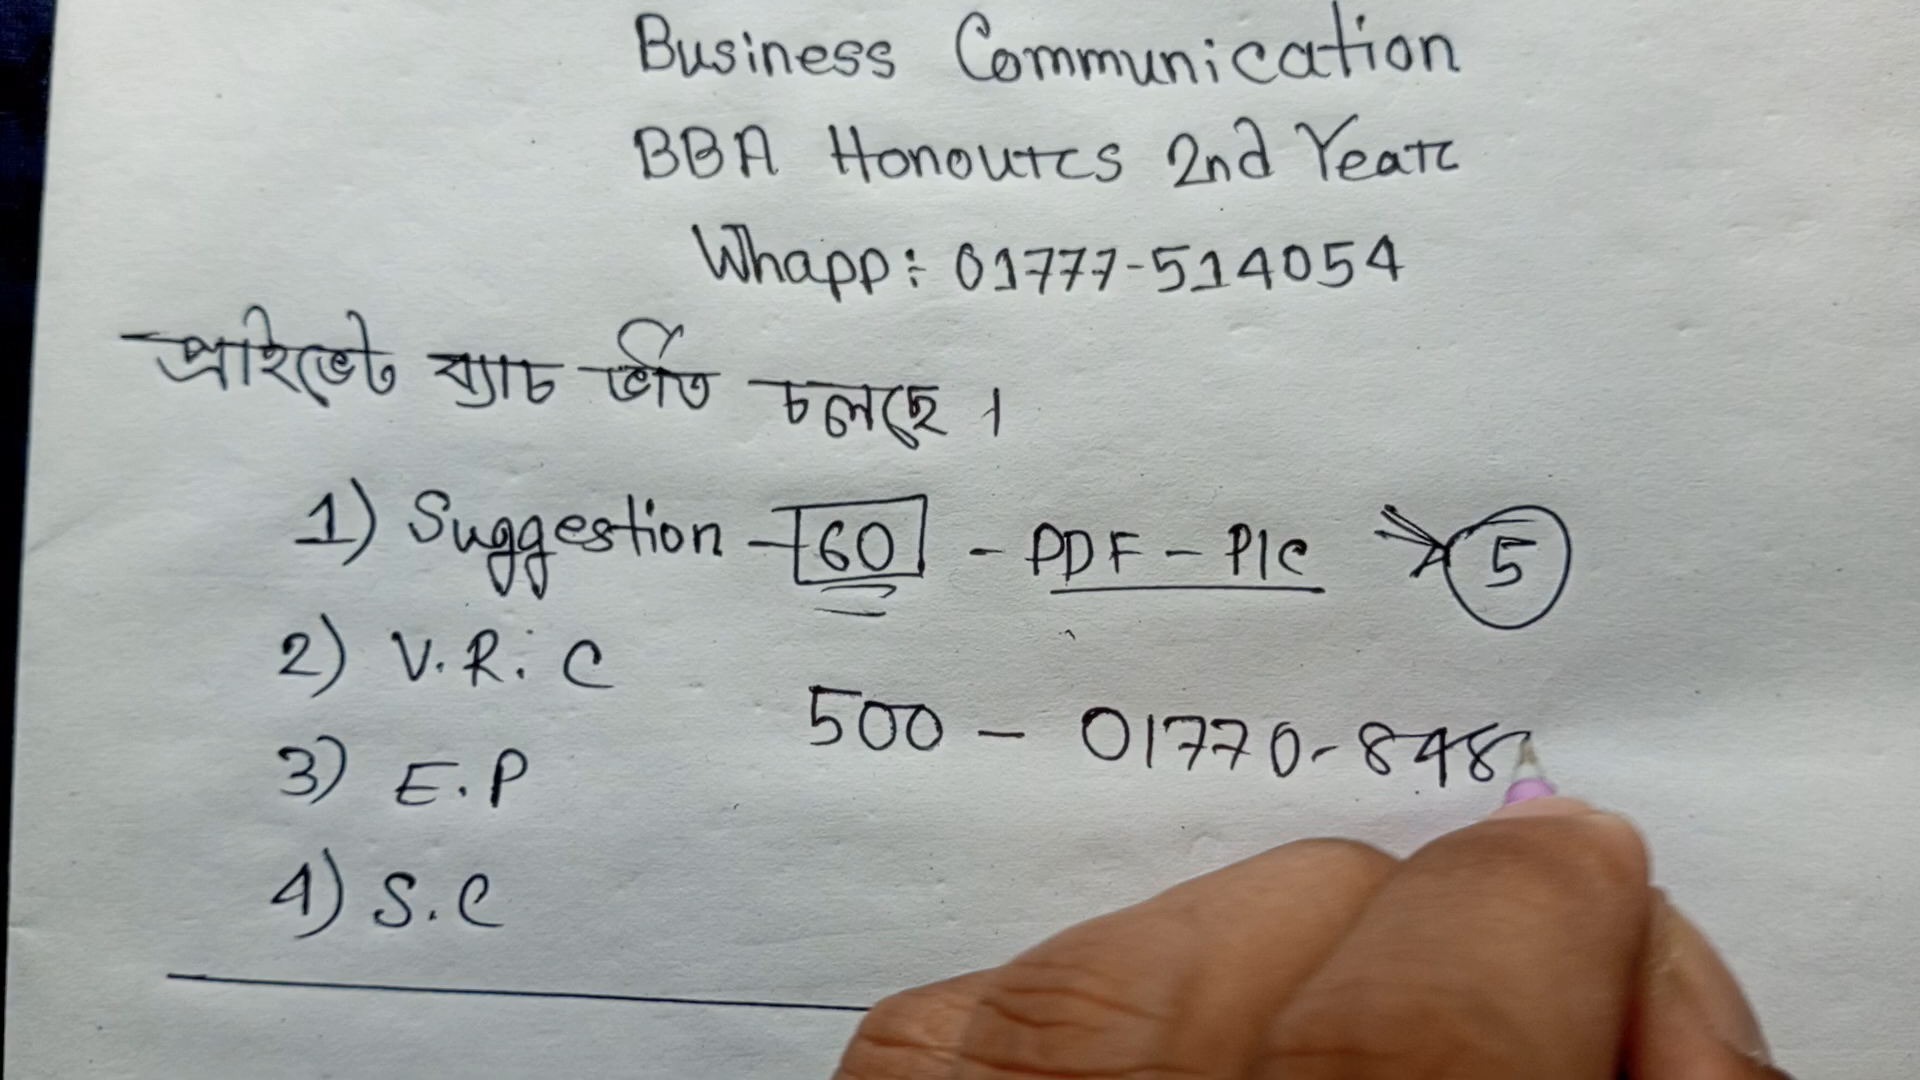 Business Communication
BBA Honours 2nd Year
Whapp: 01777-514054
প্রাইভেট ব্যাচ ভর্তি চলছে।
1) Suggestion - 60 - PDF - PIC 5
2) V.R. C
3) E.P
4) S.C
500 - 01770-848